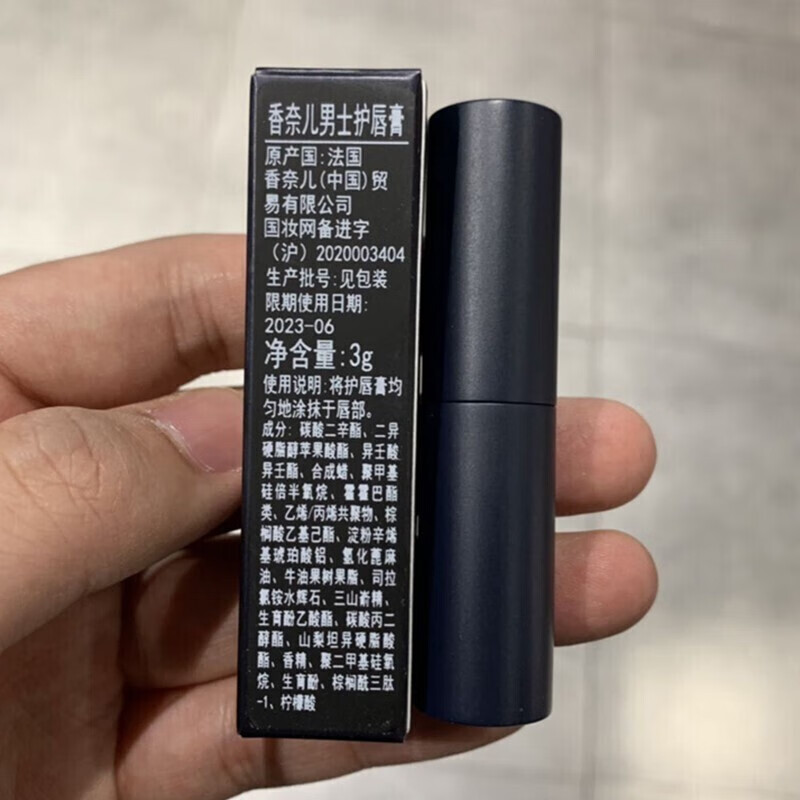 香奈儿男士护唇膏
原产国:法国
香奈儿(中国)贸
易有限公司
国妆网备进字
（沪）2020003404
生产批号:见包装
限期使用日期:
2023-06
净含量:3g
使用说明:将护唇膏均
匀地涂抹于唇部。
成分: 碳酸二辛酯、二异
硬脂醇苹果酸酯、异壬酸
异壬酯、合成蜡、聚甲基
硅倍半氧烷、霍霍巴酯
类、乙烯/丙烯共聚物、棕
榈酸乙基己酯、淀粉辛烯
基琥珀酸铝、氢化蓖麻
油、牛油果树果脂、司拉
氯铵水辉石、三山嵛精、
生育酚乙酸酯、碳酸丙二
醇酯、山梨坦异硬脂酸
酯、香精、聚二甲基硅氧
烷、生育酚、棕榈酰三肽
-1、柠檬酸